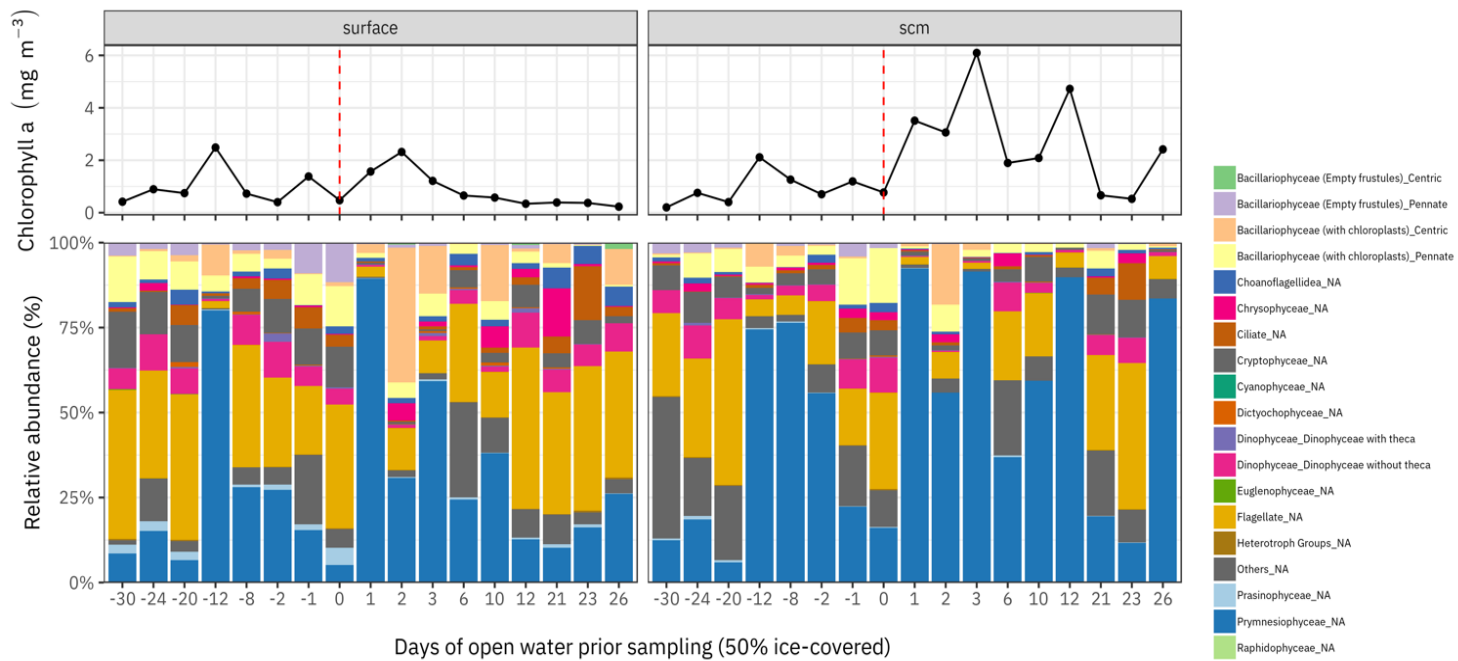 surface
scm
Chlorophyll a (mg m⁻³)
6
4
2
0
Relative abundance (%)
100%
75%
50%
25%
0%
-30 -24 -20 -12 -8 -2 -1 0 1 2 3 6 10 12 21 23 26
-30 -24 -20 -12 -8 -2 -1 0 1 2 3 6 10 12 21 23 26
Days of open water prior sampling (50% ice-covered)
Bacillariophyceae (Empty frustules)_Centric
Bacillariophyceae (Empty frustules)_Pennate
Bacillariophyceae (with chloroplasts)_Centric
Bacillariophyceae (with chloroplasts)_Pennate
Choanoflagellidea_NA
Chrysophyceae_NA
Ciliate_NA
Cryptophyceae_NA
Cyanophyceae_NA
Dictyochophyceae_NA
Dinophyceae_Dinophyceae with theca
Dinophyceae_Dinophyceae without theca
Euglenophyceae_NA
Flagellate_NA
Heterotroph Groups_NA
Others_NA
Prasinophyceae_NA
Prymnesiophyceae_NA
Raphidophyceae_NA